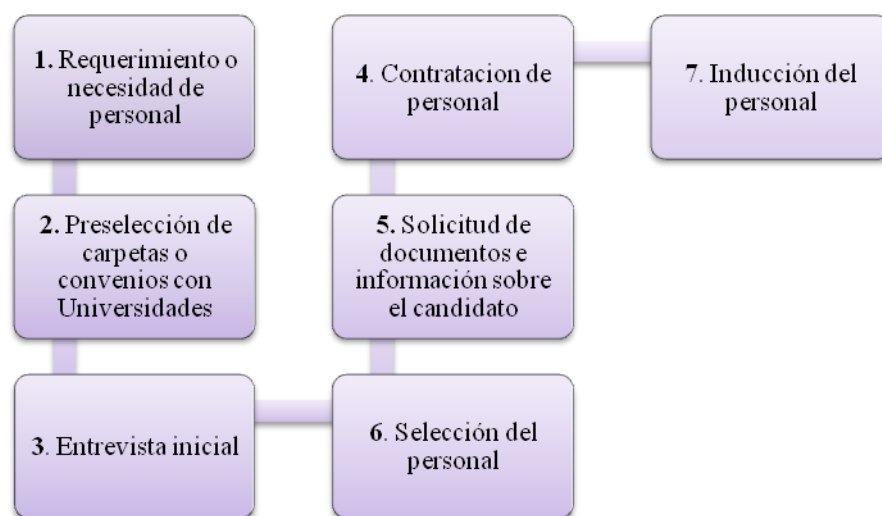 1. Requerimiento o
necesidad de
personal
2. Preselección de
carpetas o
convenios con
Universidades
3. Entrevista inicial
4. Contratacion de
personal
5. Solicitud de
documentos e
información sobre
el candidato
6. Selección del
personal
7. Inducción del
personal